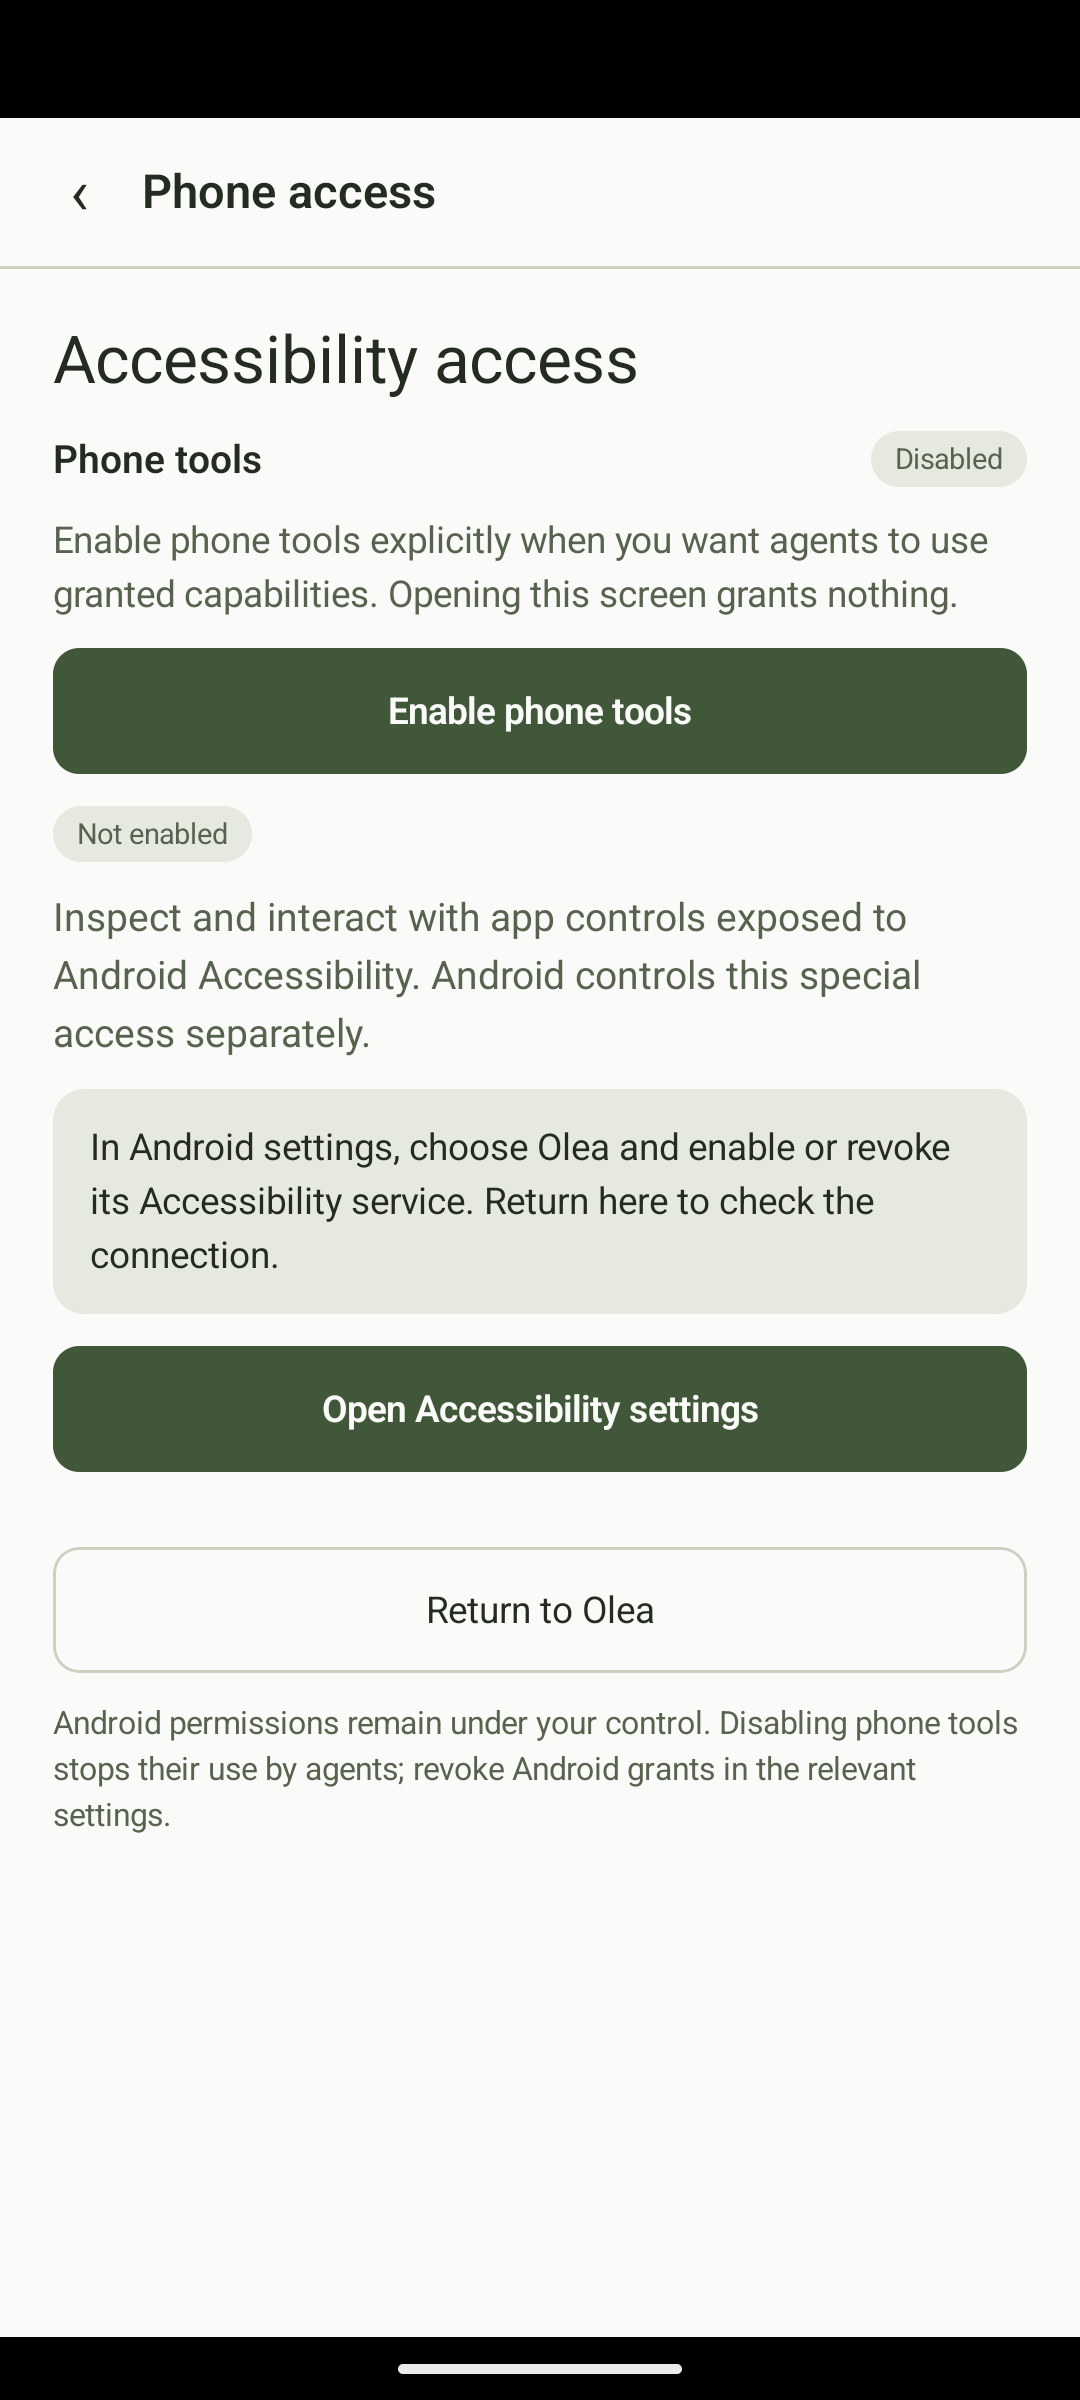 ‹ Phone access
Accessibility access
Phone tools
Disabled
Enable phone tools explicitly when you want agents to use
granted capabilities. Opening this screen grants nothing.
Enable phone tools
Not enabled
Inspect and interact with app controls exposed to
Android Accessibility. Android controls this special
access separately.
In Android settings, choose Olea and enable or revoke
its Accessibility service. Return here to check the
connection.
Open Accessibility settings
Return to Olea
Android permissions remain under your control. Disabling phone tools
stops their use by agents; revoke Android grants in the relevant
settings.